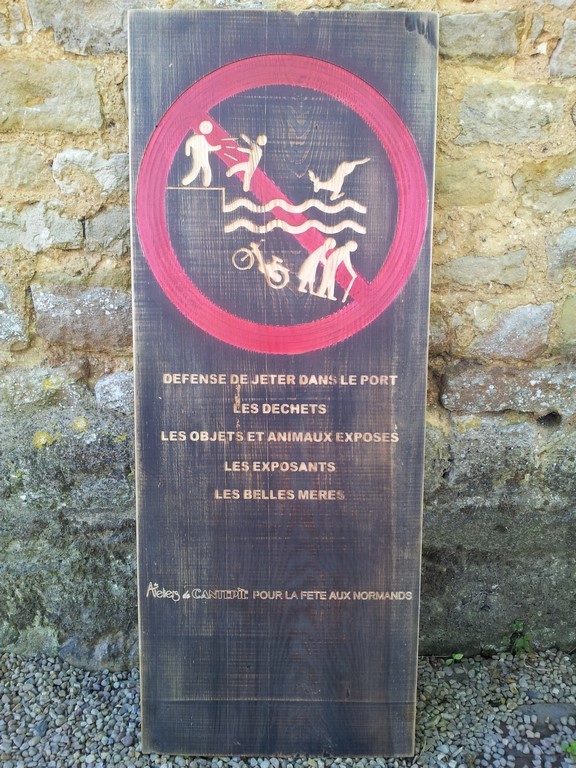 DEFENSE DE JETER DANS LE PORT
LES DECHETS
LES OBJETS ET ANIMAUX EXPOSES
LES EXPOSANTS
LES BELLES MERES
Ateliers de CANTEPIE POUR LA FETE AUX NORMANDS